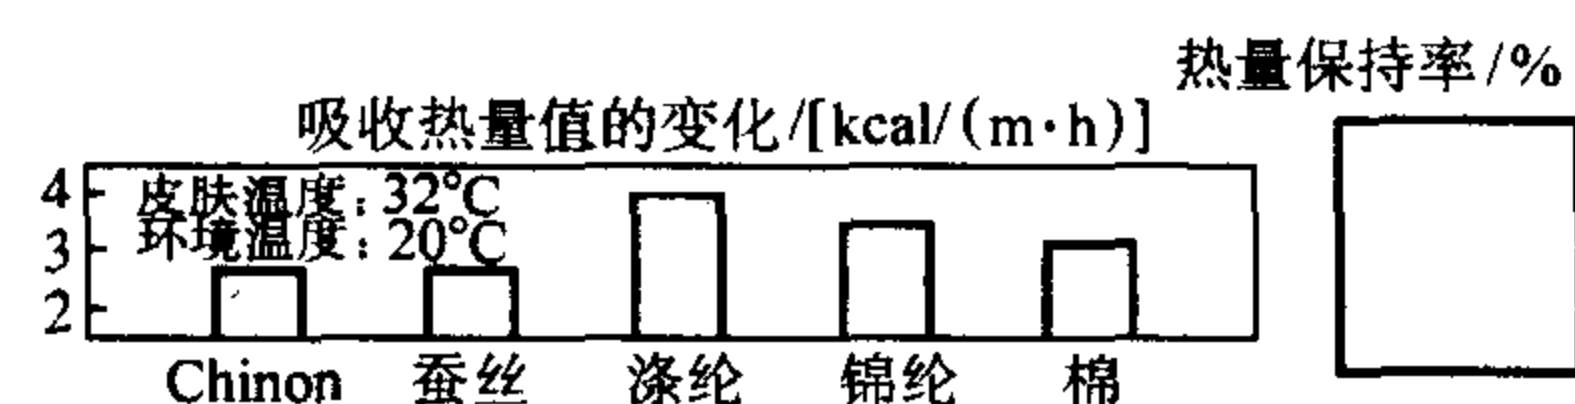 热量保持率/%
吸收热量值的变化/[kcal/(m·h)]
4
皮肤温度:32℃
环境温度:20℃
3
2
Chinon 蚕丝 涤纶 锦纶 棉